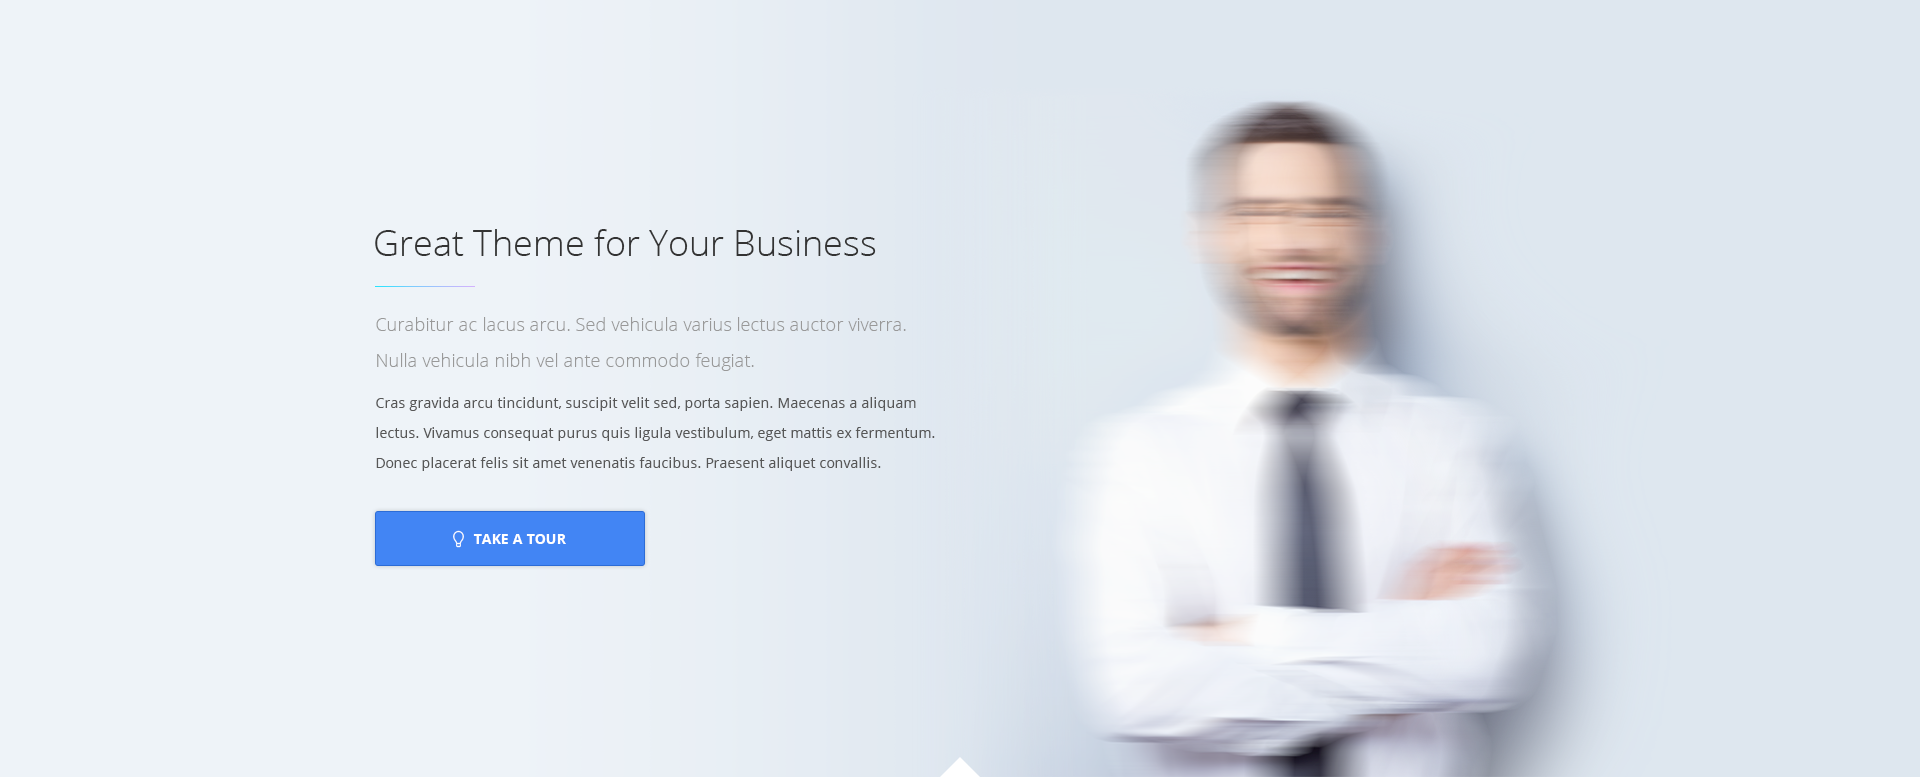 Great Theme for Your Business
Curabitur ac lacus arcu. Sed vehicula varius lectus auctor viverra.
Nulla vehicula nibh vel ante commodo feugiat.
Cras gravida arcu tincidunt, suscipit velit sed, porta sapien. Maecenas a aliquam
lectus. Vivamus consequat purus quis ligula vestibulum, eget mattis ex fermentum.
Donec placerat felis sit amet venenatis faucibus. Praesent aliquet convallis.
TAKE A TOUR